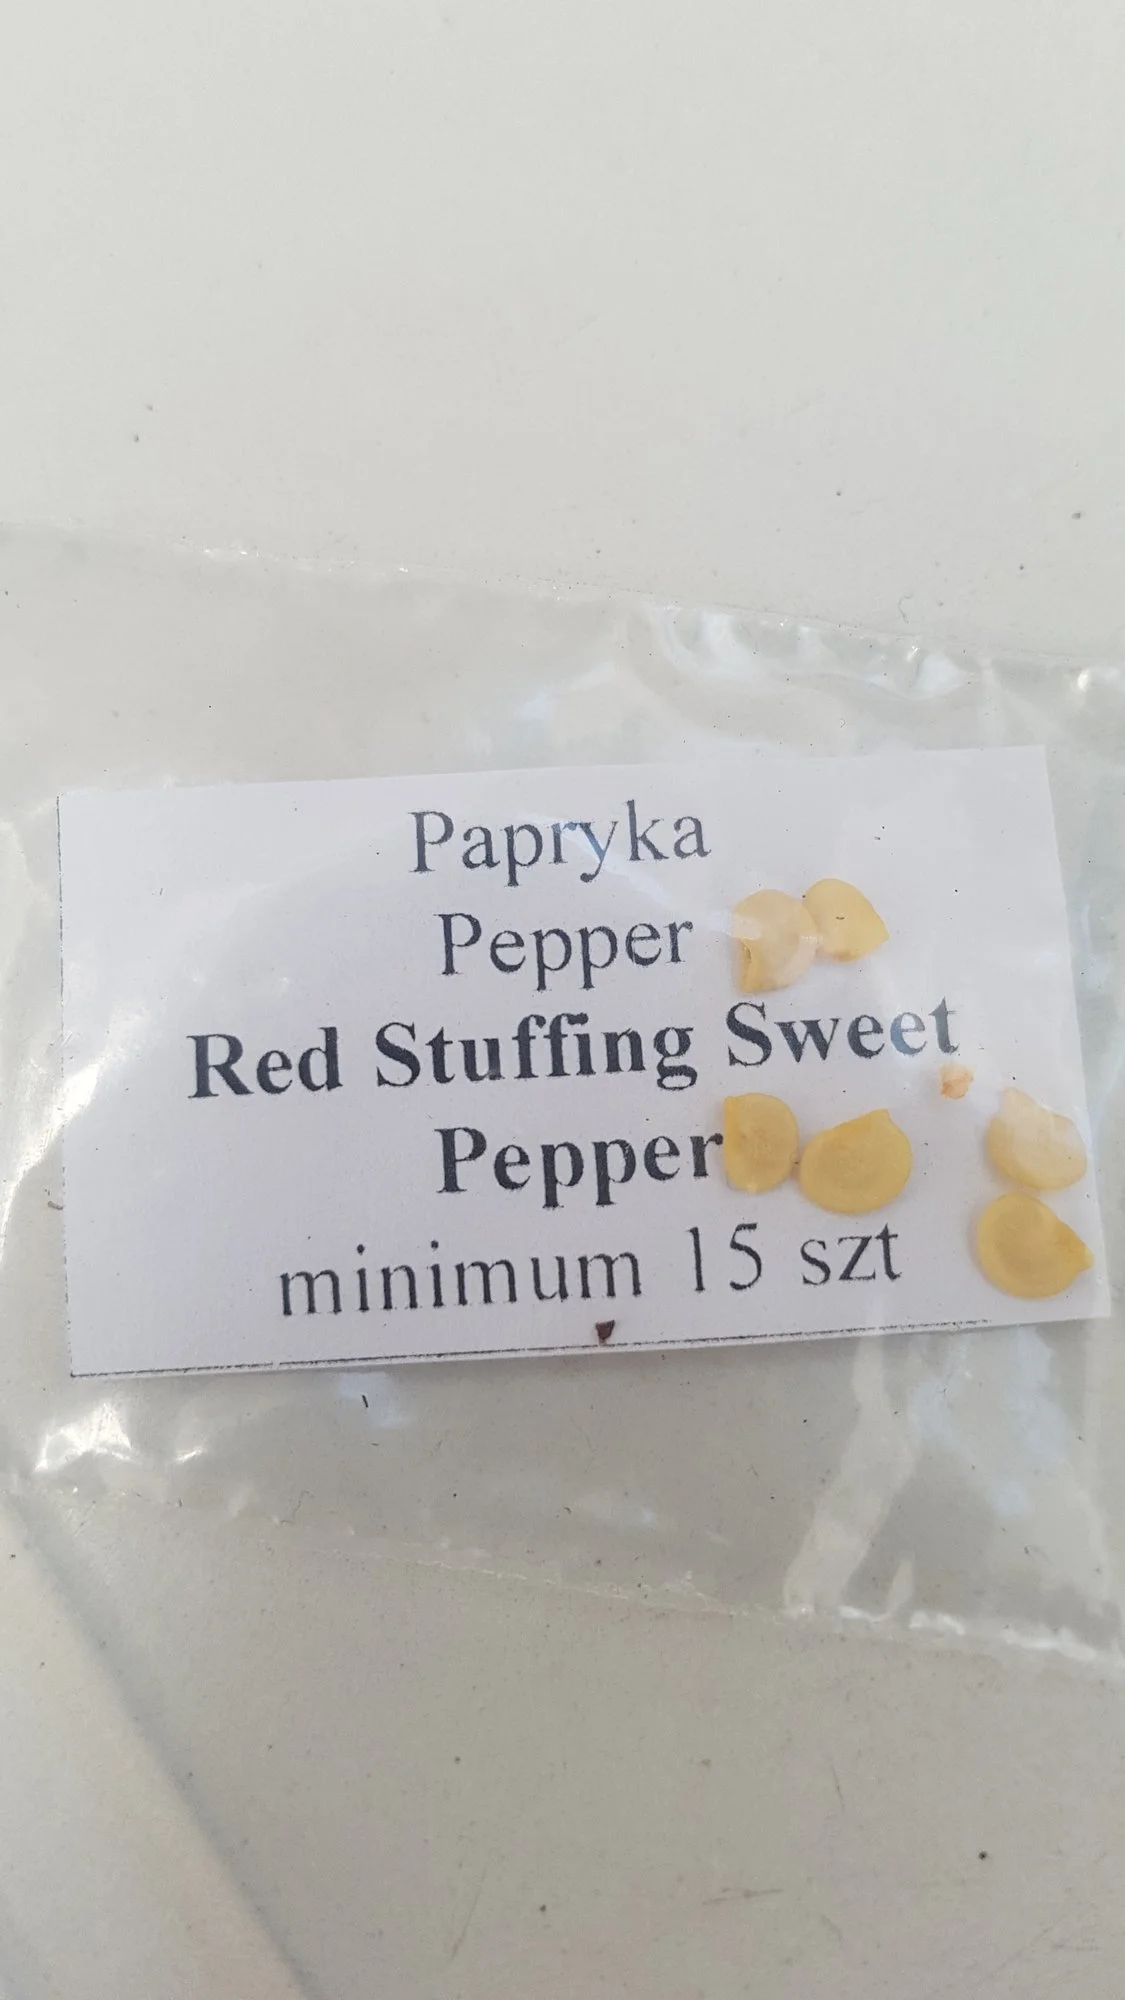 Papryka
Pepper
Red Stuffing Sweet
Pepper
minimum 15 szt